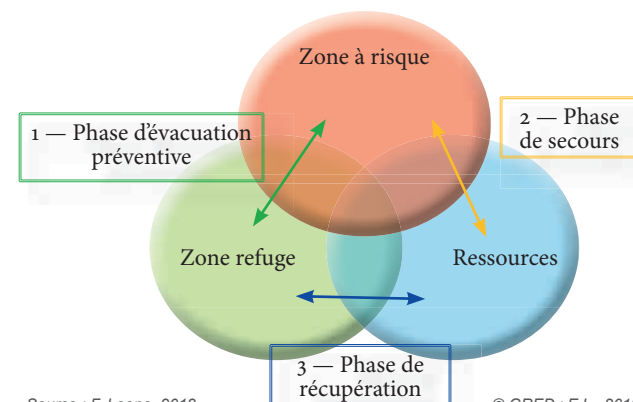 Zone à risque
1 — Phase d'évacuation
préventive
2 — Phase
de secours
Zone refuge
Ressources
3 — Phase de
récupération